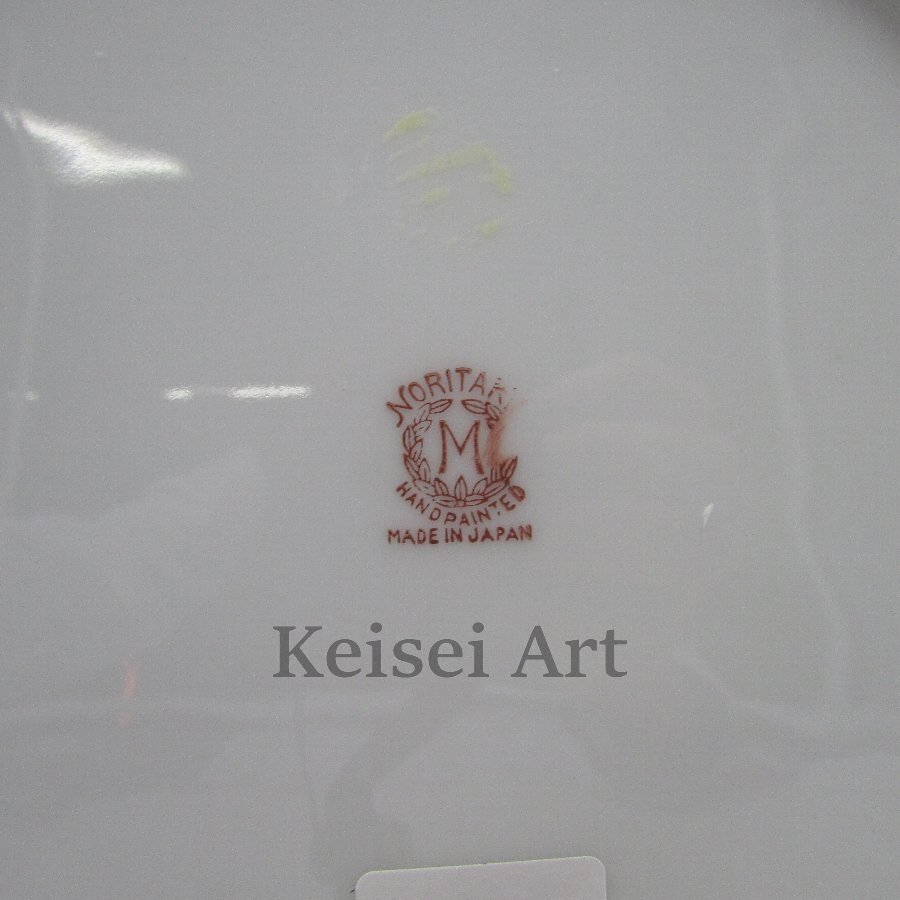 NORITAK
M
HANDPAINTED
MADE IN JAPAN
Keisei Art